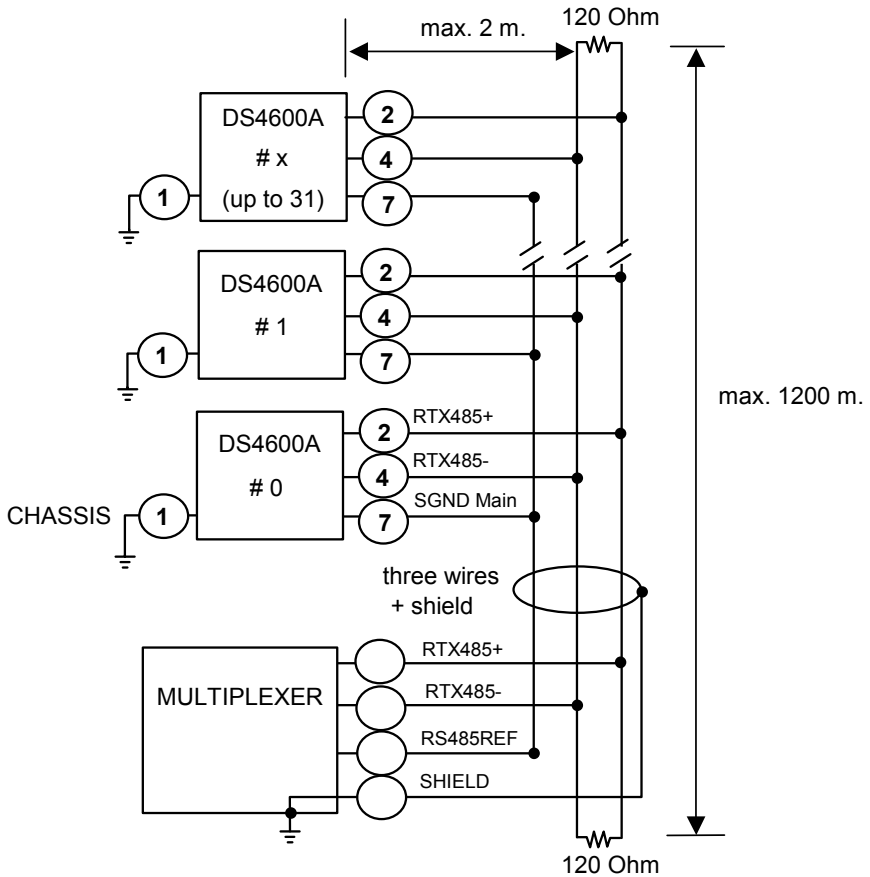 120 Ohm
max. 2 m.
DS4600A
# x
(up to 31)
2
4
7
1
DS4600A
# 1
2
4
7
1
max. 1200 m.
DS4600A
# 0
2
RTX485+
4
RTX485-
7
SGND Main
CHASSIS
1
three wires
+ shield
MULTIPLEXER
RTX485+
RTX485-
RS485REF
SHIELD
120 Ohm